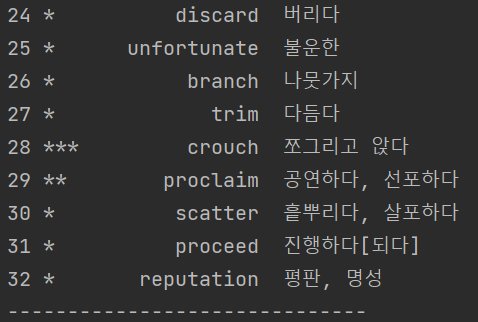 24 * discard 버리다
25 * unfortunate 불운한
26 * branch 나뭇가지
27 * trim 다듬다
28 *** crouch 쪼그리고 앉다
29 ** proclaim 공연하다, 선포하다
30 * scatter 흩뿌리다, 살포하다
31 * proceed 진행하다[되다]
32 * reputation 평판, 명성
------------------------------